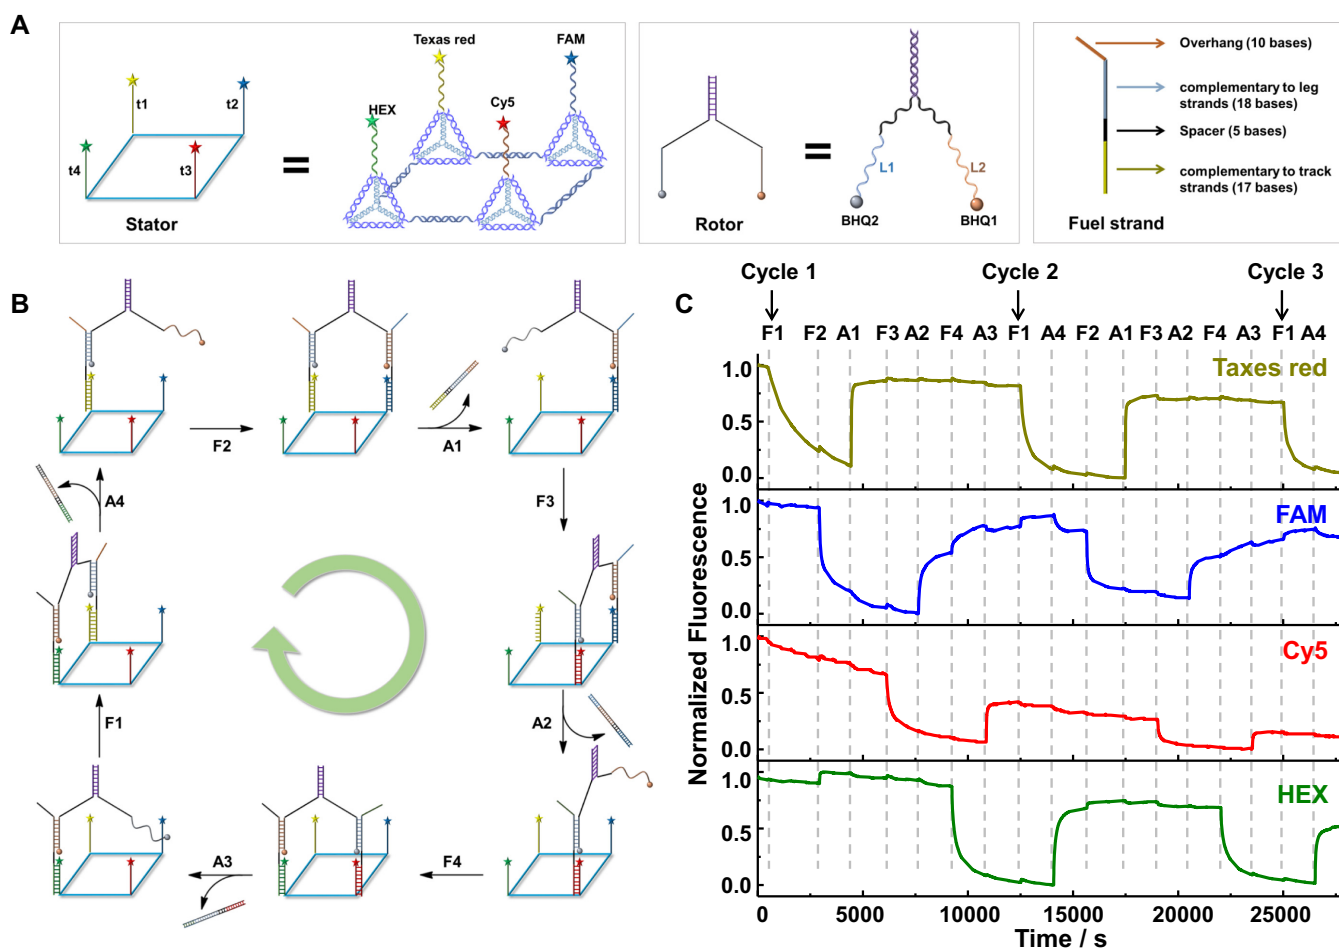 A
t1
t2
t4
t3
Stator
=
Texas red
FAM
HEX
Cy5
Rotor
=
L1
L2
BHQ2
BHQ1
Overhang (10 bases)
complementary to leg
strands (18 bases)
Spacer (5 bases)
complementary to track
strands (17 bases)
Fuel strand
B
F2
A1
F3
A2
F4
A3
F1
A4
C
Cycle 1
Cycle 2
Cycle 3
F1 F2 A1 F3 A2 F4 A3 F1 A4 F2 A1 F3 A2 F4 A3 F1 A4
Normalized Fluorescence
1.0
0.5
0.0
Taxes red
1.0
0.5
0.0
FAM
1.0
0.5
0.0
Cy5
1.0
0.5
0.0
HEX
0 5000 10000 15000 20000 25000
Time / s